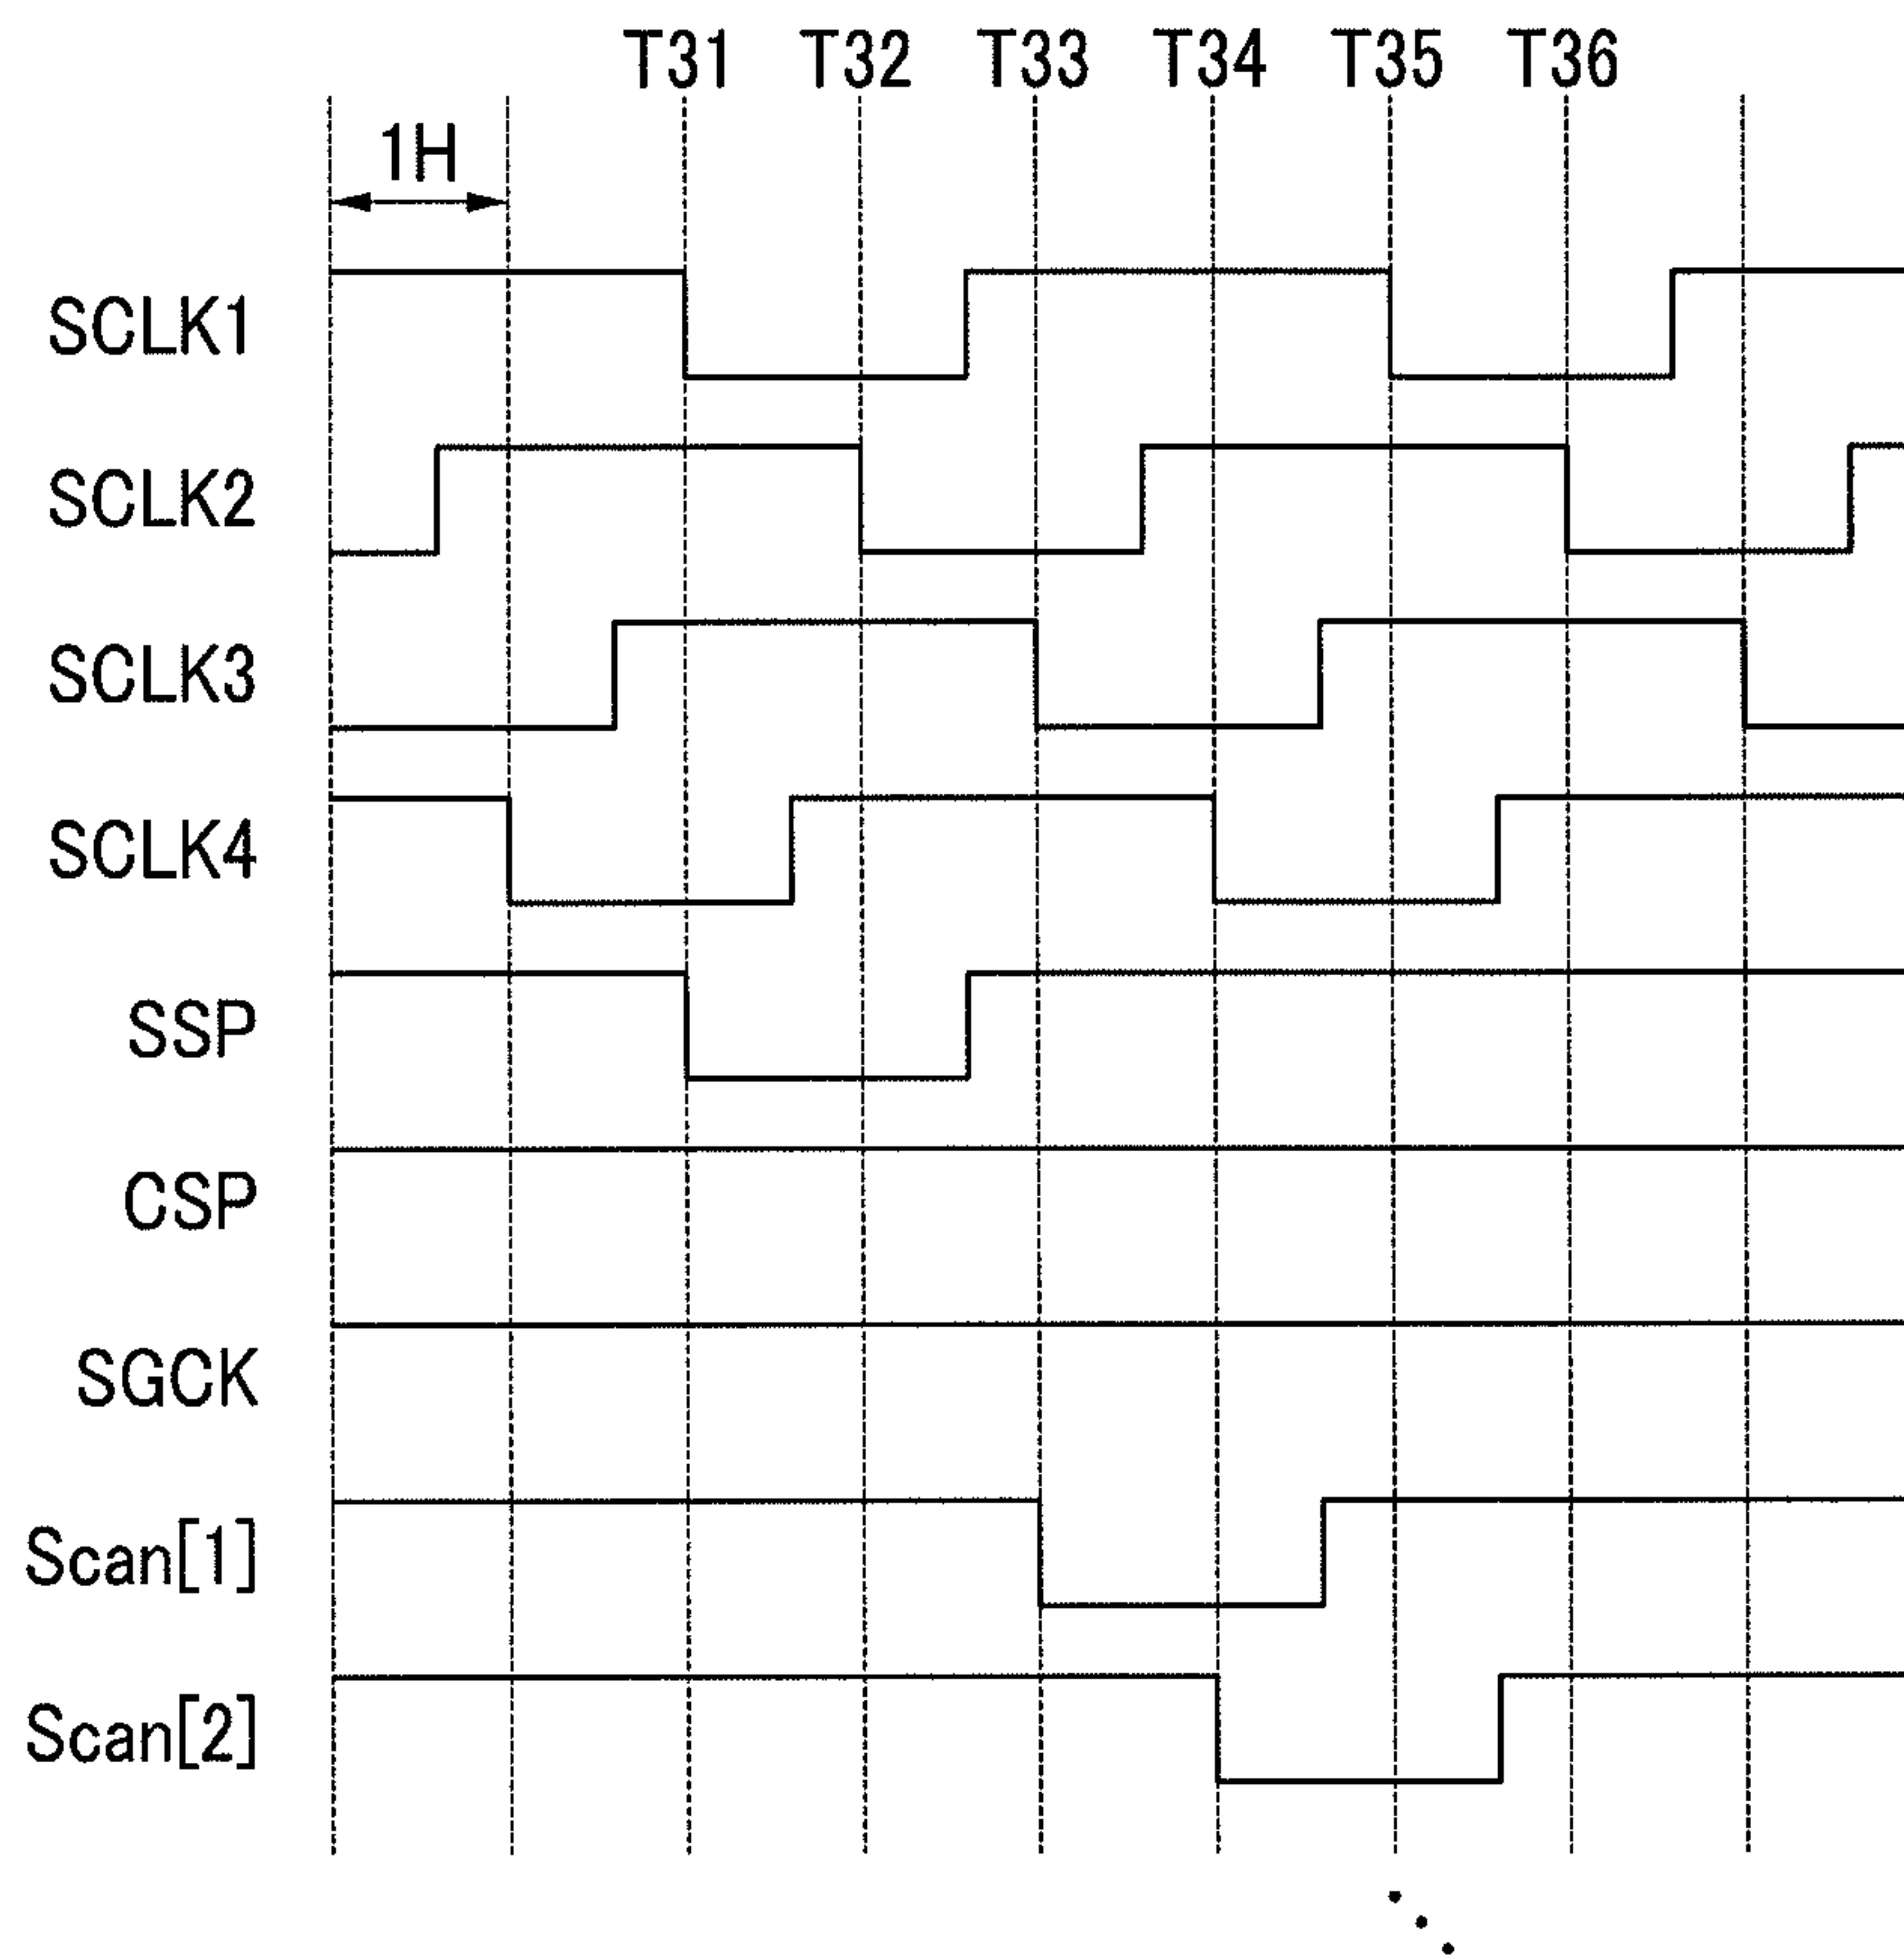 T31 T32 T33 T34 T35 T36
1H
SCLK1
SCLK2
SCLK3
SCLK4
SSP
CSP
SGCK
Scan[1]
Scan[2]